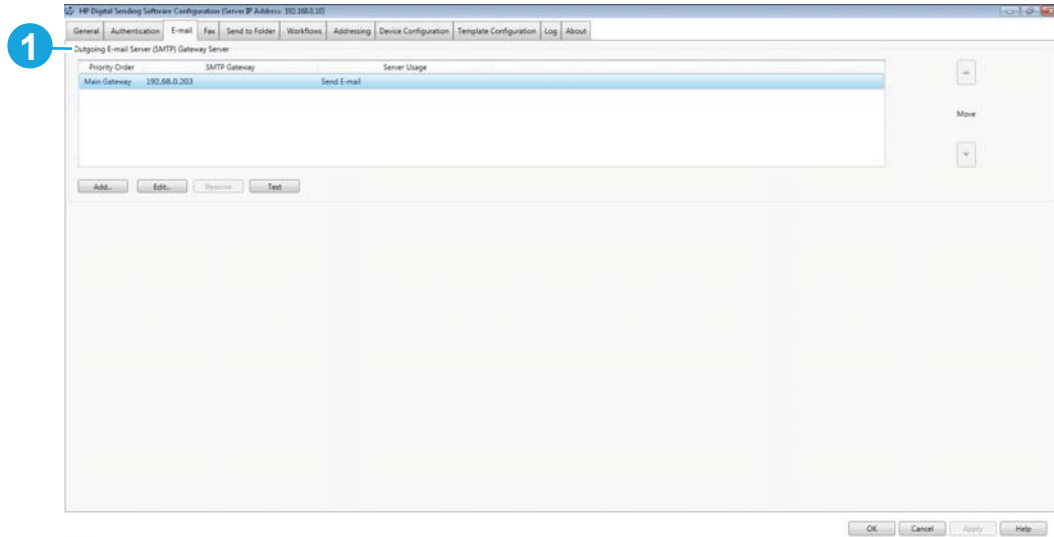 HP Digital Sending Software Configuration (Server IP Address: 192.168.0.10)
General Authentication E-mail Fax Send to Folder Workflows Addressing Device Configuration Template Configuration Log About
1
Outgoing E-mail Server (SMTP) Gateway Server
Priority Order SMTP Gateway Server Usage
Main Gateway 192.68.0.203 Send E-mail
Move
Add... Edit... Remove Test
OK Cancel Apply Help